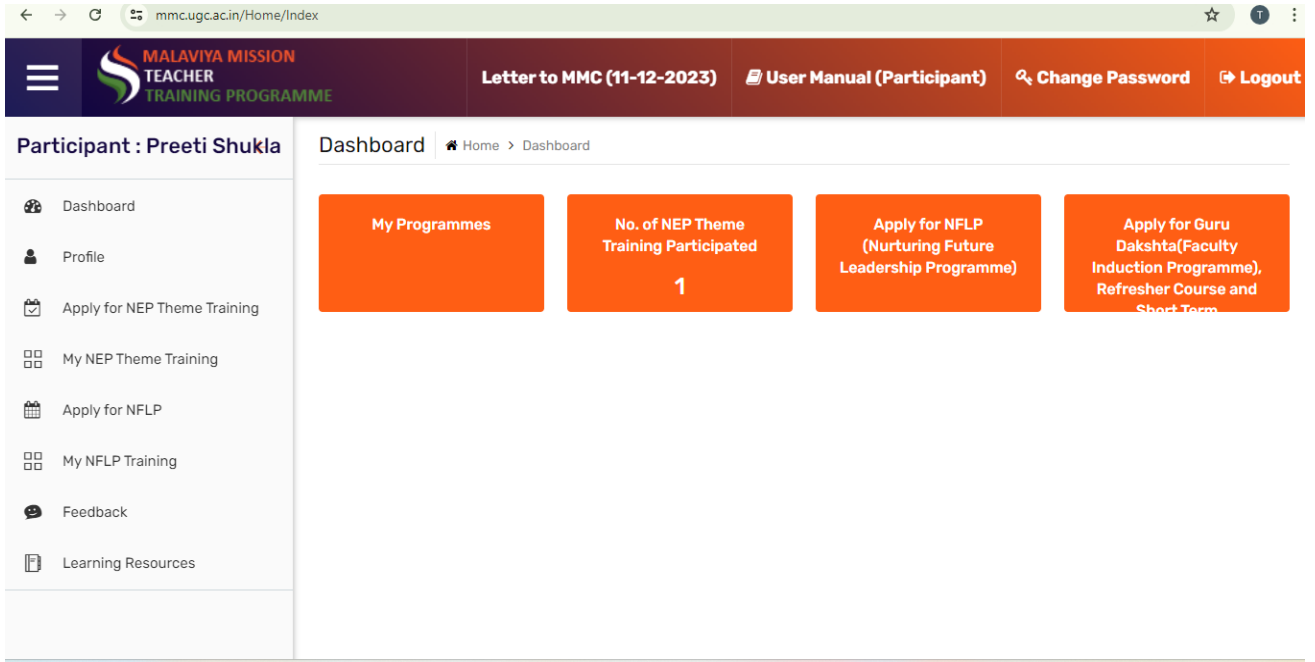 mmc.ugc.ac.in/Home/Index
T
MALAVIYA MISSION
TEACHER
TRAINING PROGRAMME
Letter to MMC (11-12-2023)
User Manual (Participant)
Change Password
Logout
Participant : Preeti Shukla
Dashboard
Home > Dashboard
Dashboard
Profile
Apply for NEP Theme Training
My NEP Theme Training
Apply for NFLP
My NFLP Training
Feedback
Learning Resources
My Programmes
No. of NEP Theme
Training Participated
1
Apply for NFLP
(Nurturing Future
Leadership Programme)
Apply for Guru
Dakshta(Faculty
Induction Programme),
Refresher Course and
Short Term